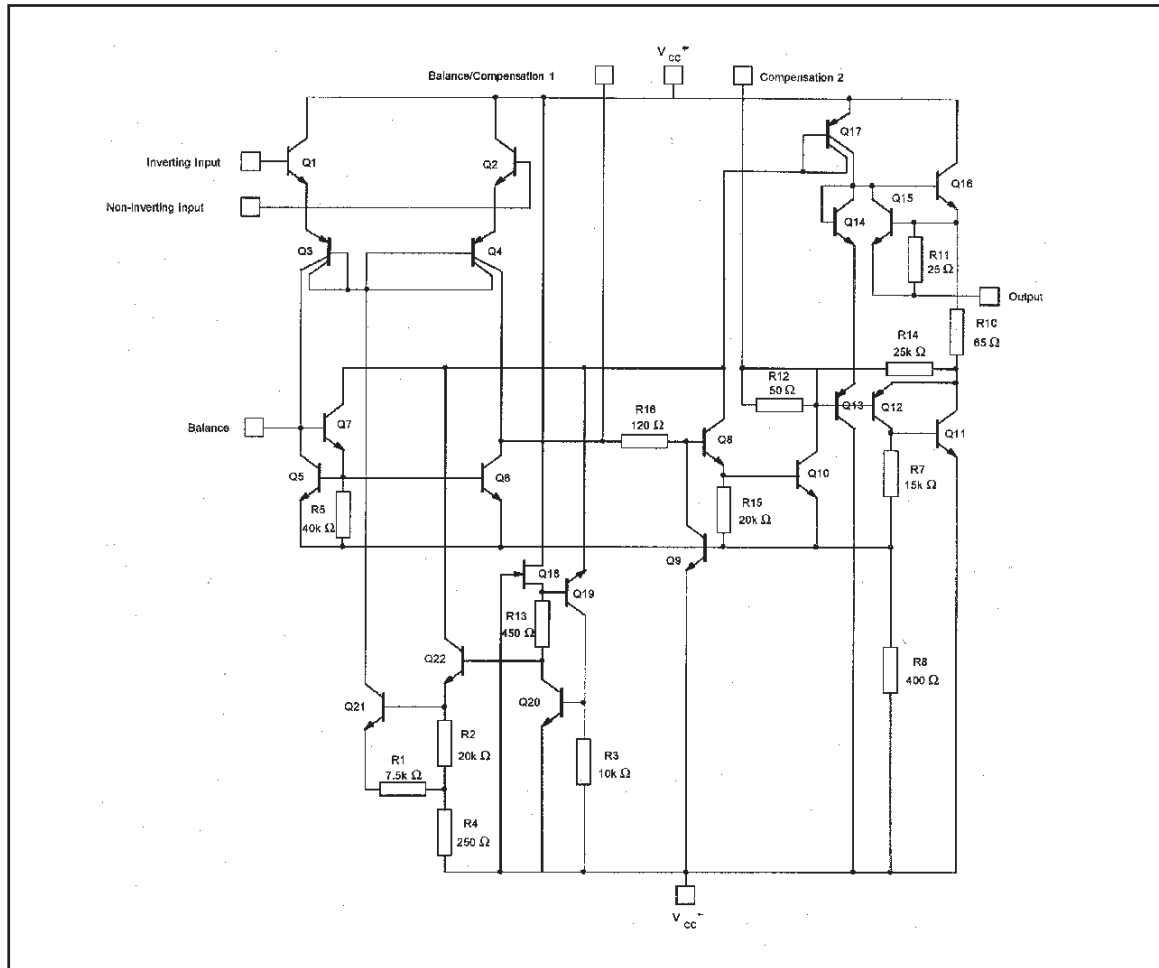 V CC +
Balance/Compensation 1
Compensation 2
Q17
Inverting Input
Q1
Q2
Q16
Non-Inverting Input
Q15
Q14
Q3
Q4
R11
25 Ω
Output
R10
65 Ω
R14
25k Ω
R12
50 Ω
Q13
Q12
R16
120 Ω
Balance
Q7
Q8
Q11
Q5
Q6
Q10
R7
15k Ω
R5
40k Ω
R15
20k Ω
Q9
Q18
Q19
R13
450 Ω
Q22
R8
400 Ω
Q21
Q20
R2
20k Ω
R3
10k Ω
R1
7.5k Ω
R4
250 Ω
V CC -